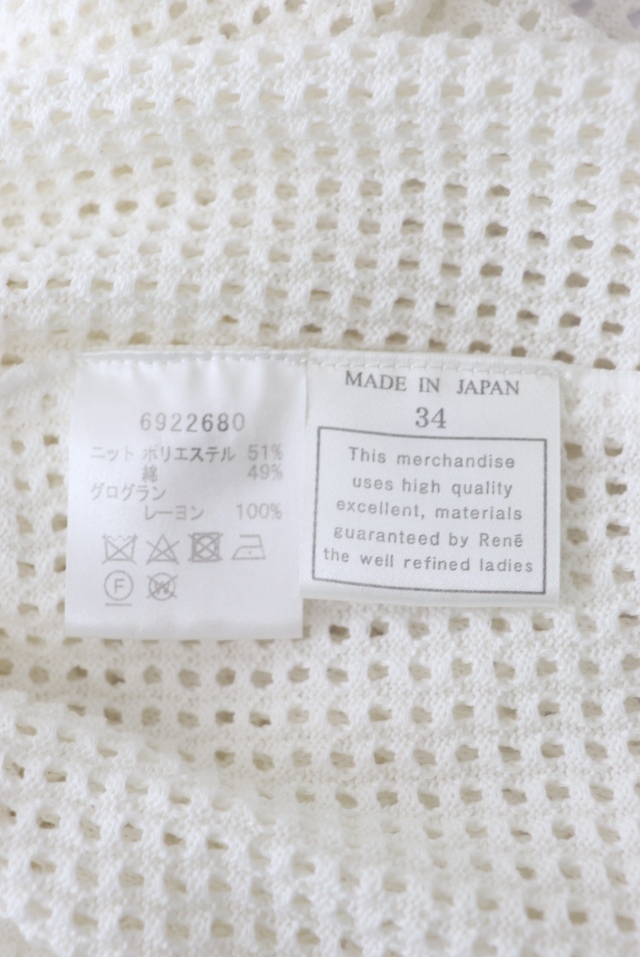 6922680
ニット ポリエステル 51%
綿 49%
グログラン
レーヨン 100%
F
W
MADE IN JAPAN
34
This merchandise
uses high quality
excellent, materials
guaranteed by René
the well refined ladies